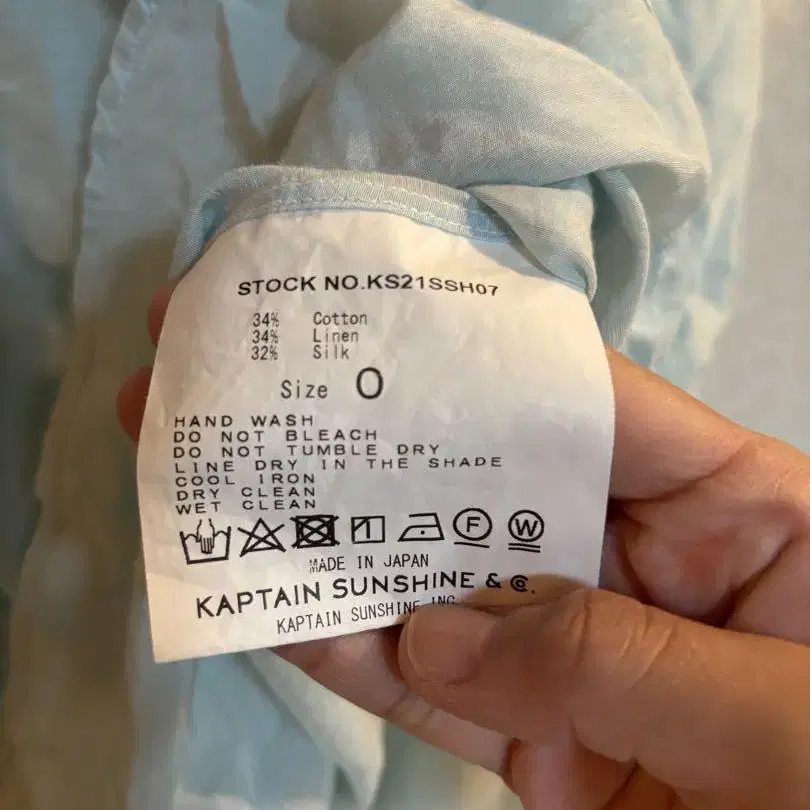 STOCK NO.KS21SSH07
34% Cotton
34% Linen
32% Silk
Size 0
HAND WASH
DO NOT BLEACH
DO NOT TUMBLE DRY
LINE DRY IN THE SHADE
COOL IRON
DRY CLEAN
WET CLEAN
F W
MADE IN JAPAN
KAPTAIN SUNSHINE & Co.
KAPTAIN SUNSHINE INC